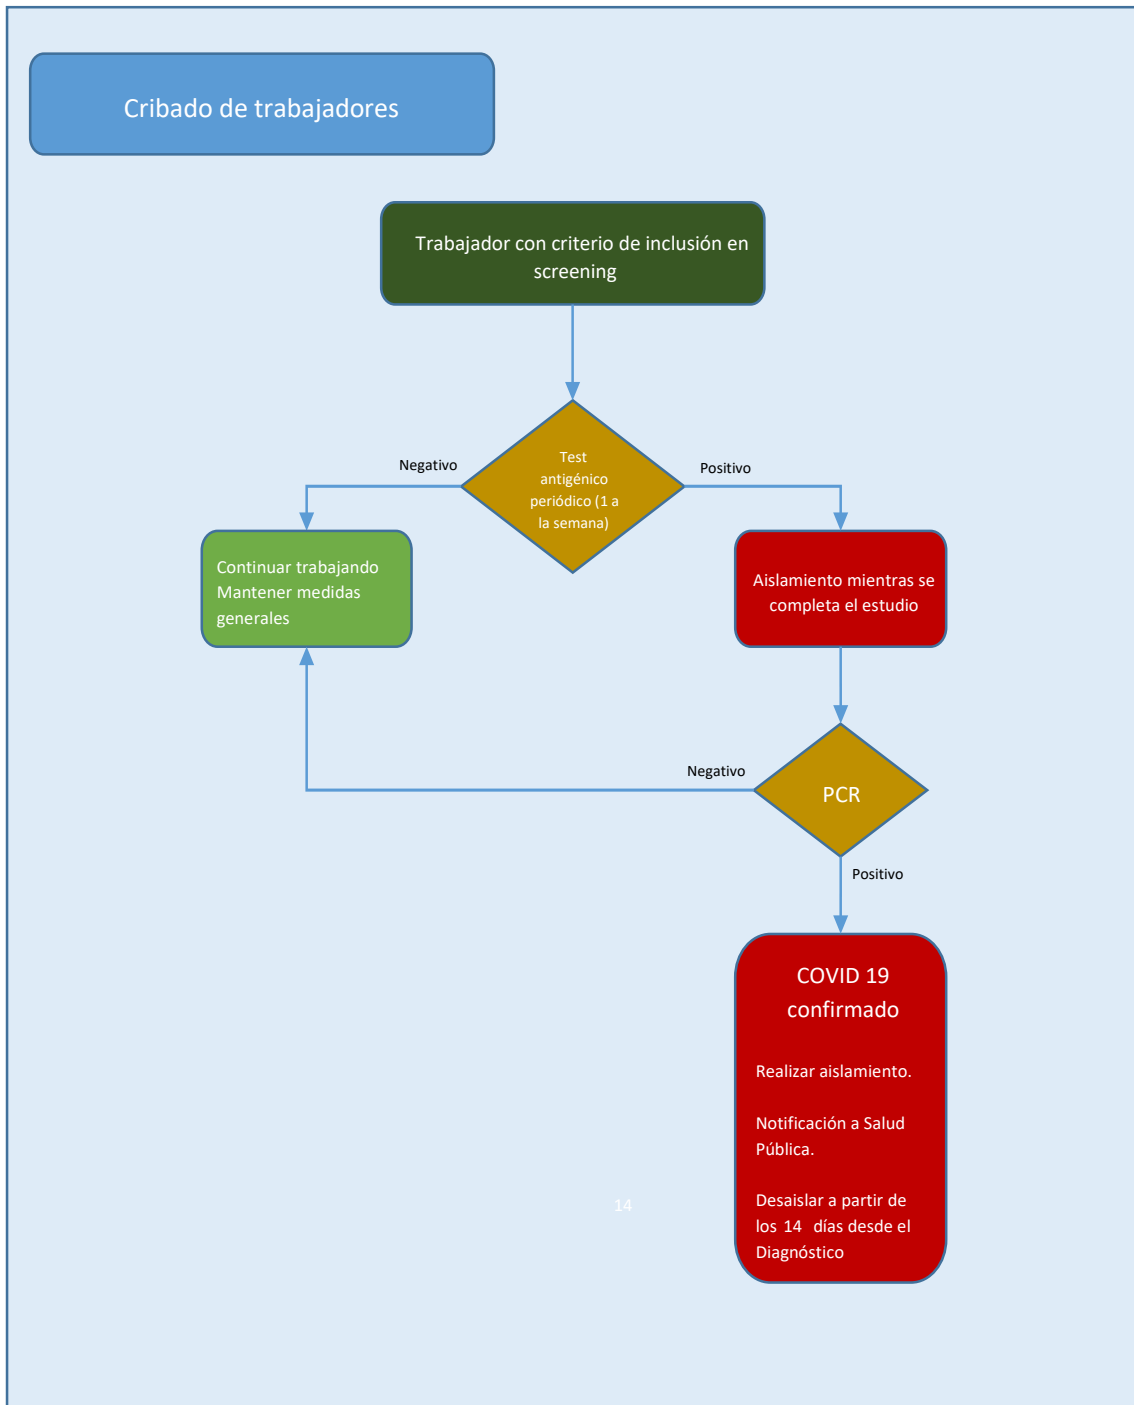 Cribado de trabajadores
Trabajador con criterio de inclusión en
screening
Test
antigénico
periódico (1 a
la semana)
Negativo
Positivo
Continuar trabajando
Mantener medidas
generales
Aislamiento mientras se
completa el estudio
Negativo
PCR
Positivo
COVID 19
confirmado
Realizar aislamiento.
Notificación a Salud
Pública.
Desaislar a partir de
los 14 días desde el
Diagnóstico
14